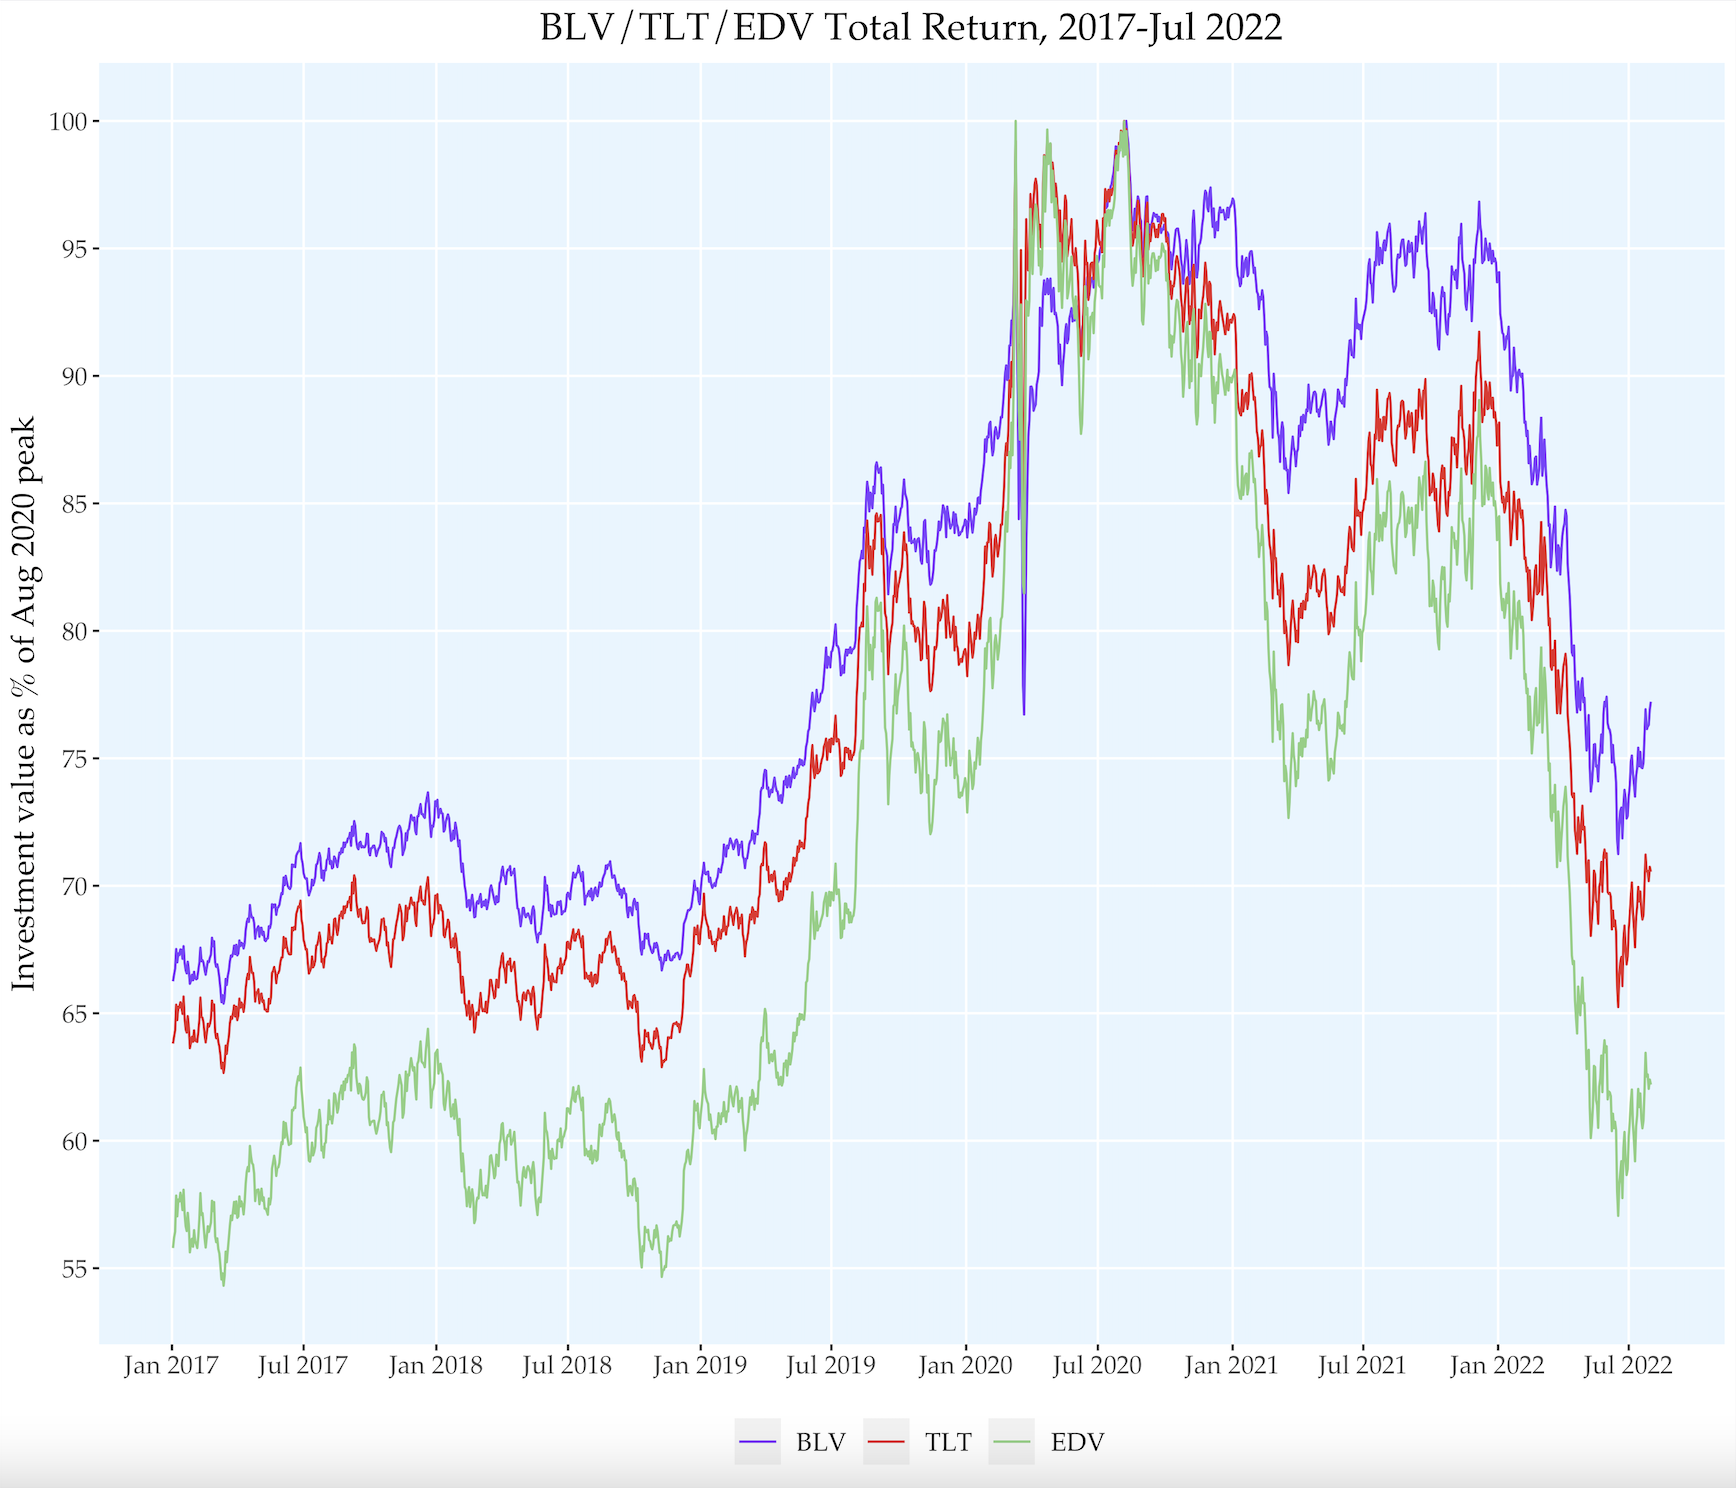 BLV/TLT/EDV Total Return, 2017-Jul 2022
Investment value as % of Aug 2020 peak
100
95
90
85
80
75
70
65
60
55
Jan 2017 Jul 2017 Jan 2018 Jul 2018 Jan 2019 Jul 2019 Jan 2020 Jul 2020 Jan 2021 Jul 2021 Jan 2022 Jul 2022
BLV TLT EDV